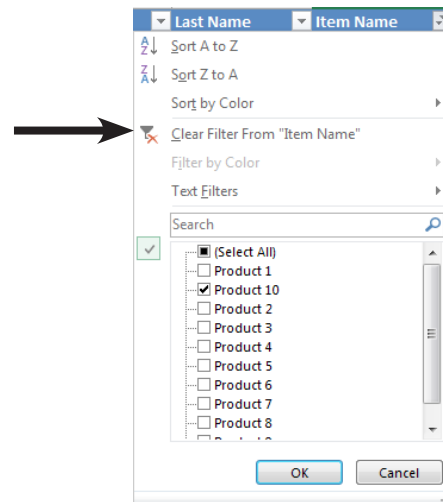 Last Name Item Name
Sort A to Z
Sort Z to A
Sort by Color
Clear Filter From "Item Name"
Filter by Color
Text Filters
Search
(Select All)
Product 1
Product 10
Product 2
Product 3
Product 4
Product 5
Product 6
Product 7
Product 8
OK Cancel